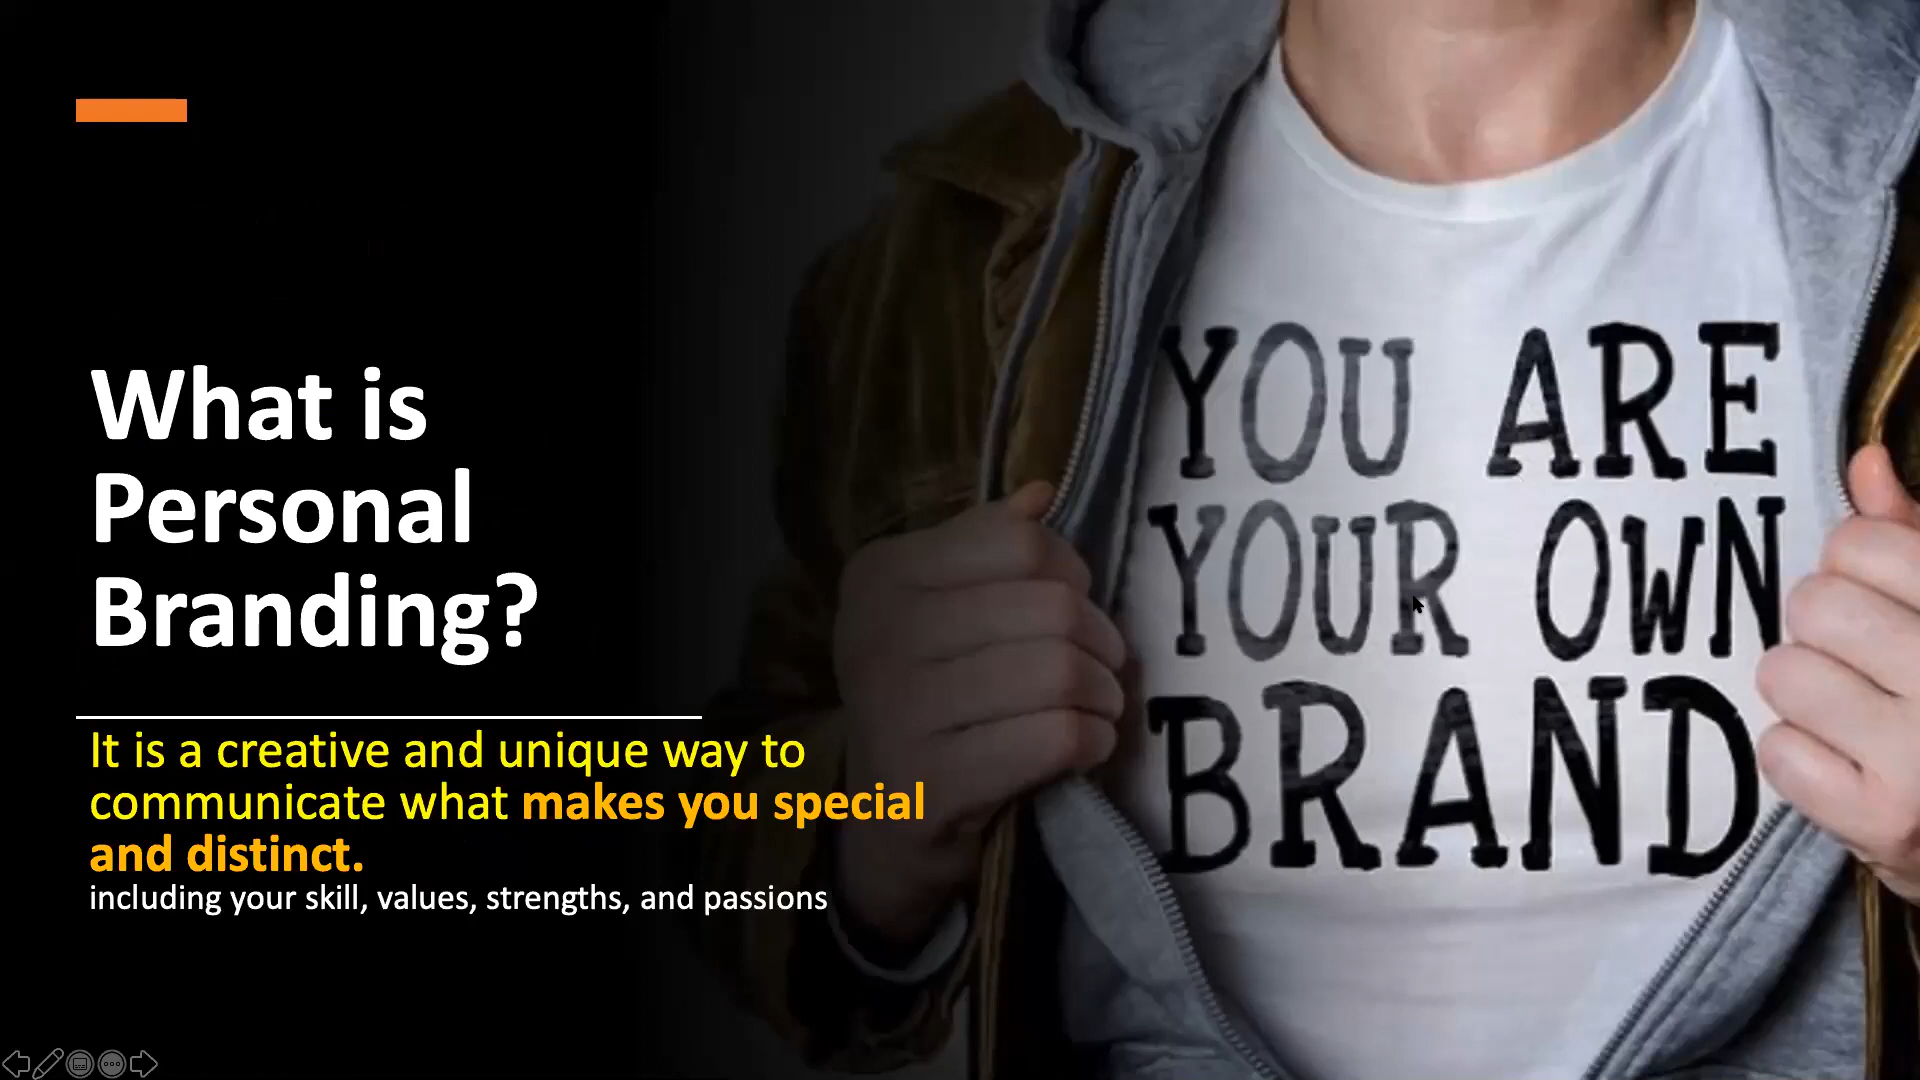 What is
Personal
Branding?
It is a creative and unique way to
communicate what makes you special
and distinct.
including your skill, values, strengths, and passions
YOU ARE
YOUR OWN
BRAND